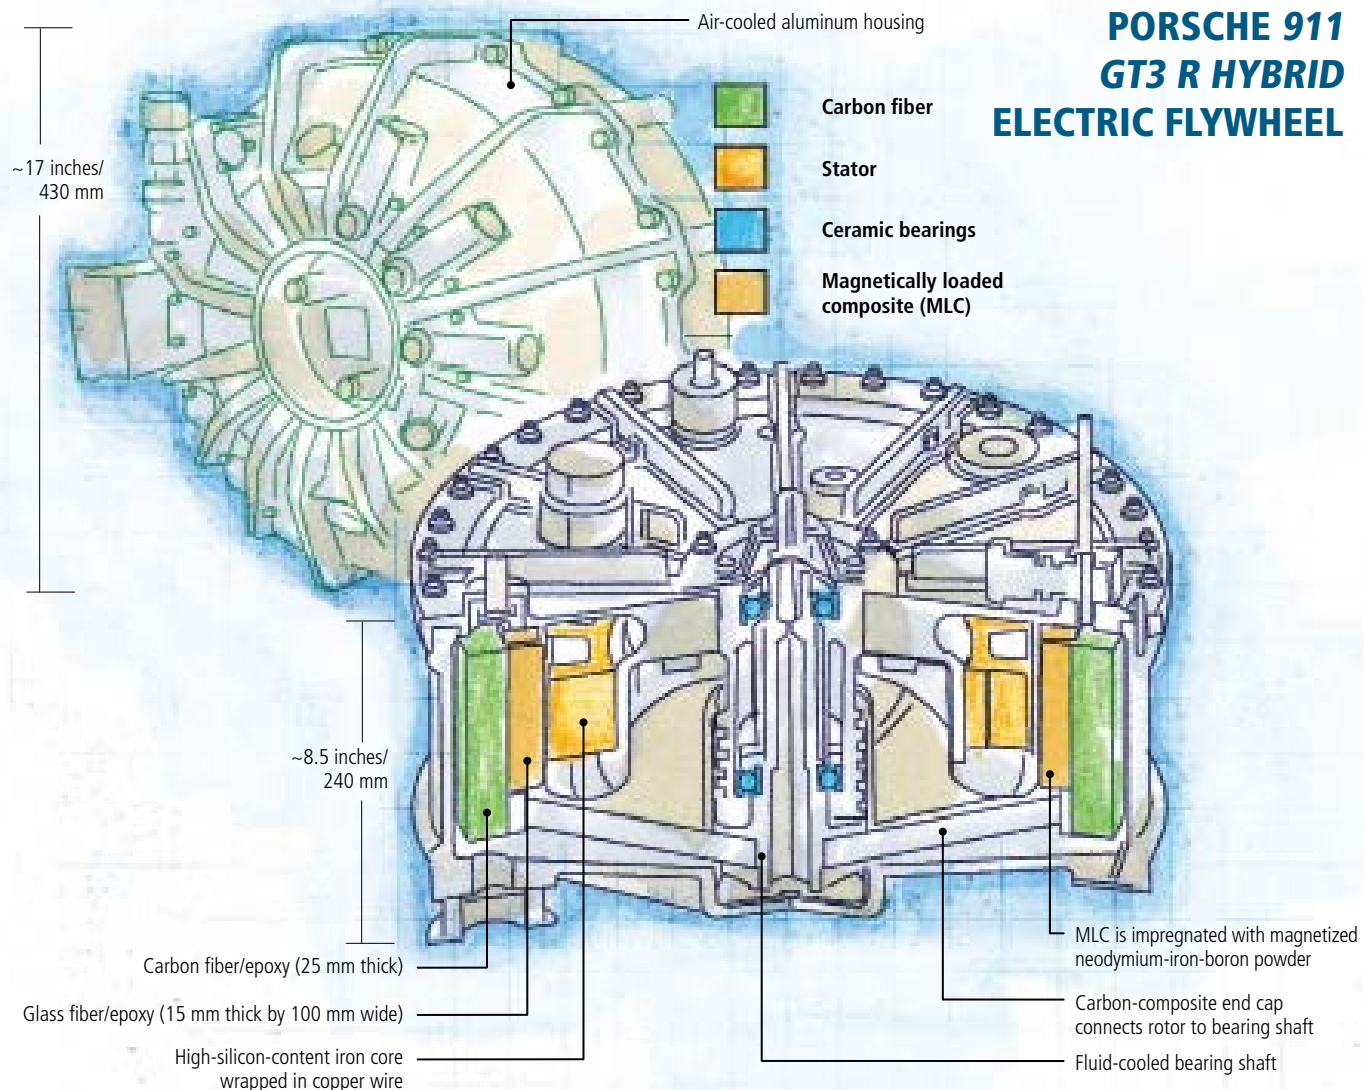 Air-cooled aluminum housing
PORSCHE 911
GT3 R HYBRID
ELECTRIC FLYWHEEL
Carbon fiber
Stator
Ceramic bearings
Magnetically loaded
composite (MLC)
~17 inches/
430 mm
~8.5 inches/
240 mm
Carbon fiber/epoxy (25 mm thick)
Glass fiber/epoxy (15 mm thick by 100 mm wide)
High-silicon-content iron core
wrapped in copper wire
MLC is impregnated with magnetized
neodymium-iron-boron powder
Carbon-composite end cap
connects rotor to bearing shaft
Fluid-cooled bearing shaft